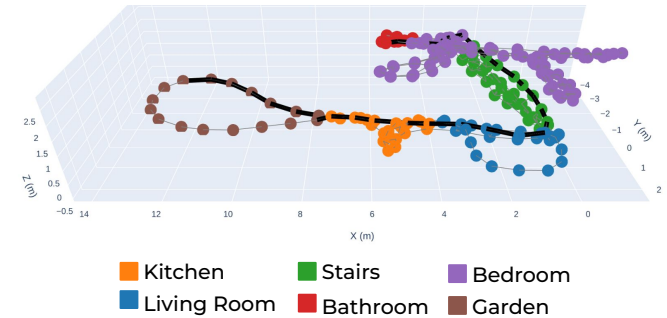 2.5
2
1.5
1
0.5
0
−0.5
Z (m)
14
12
10
8
6
4
2
0
X (m)
−4
−3
−2
−1
0
1
2
Y (m)
Kitchen
Stairs
Bedroom
Living Room
Bathroom
Garden